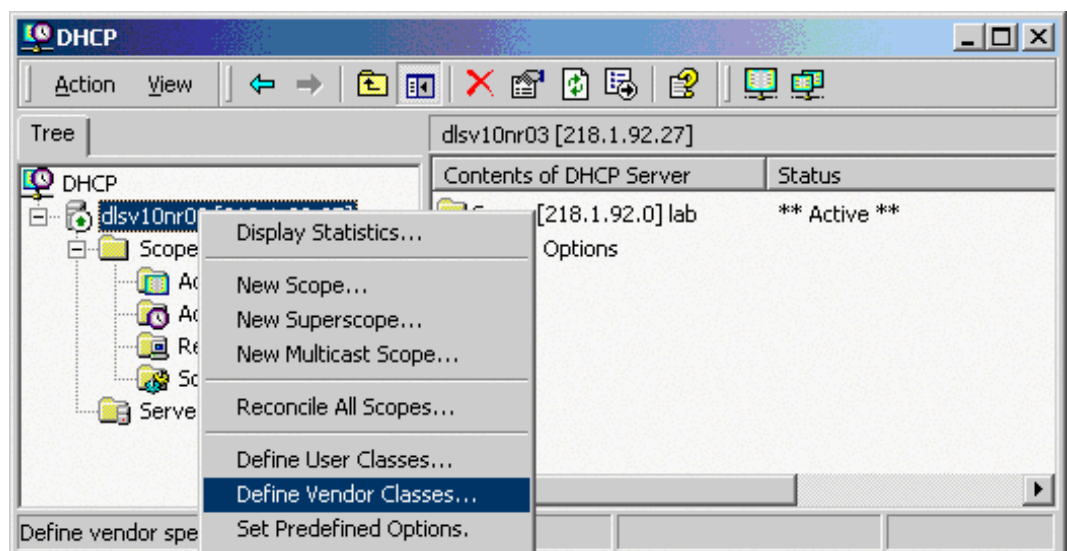 DHCP
Action View
Tree
dlsv10nr03 [218.1.92.27]
DHCP
Contents of DHCP Server Status
[218.1.92.0] lab ** Active **
Options
Scope
Display Statistics...
New Scope...
New Superscope...
New Multicast Scope...
Reconcile All Scopes...
Define User Classes...
Define Vendor Classes...
Set Predefined Options.
Serve
Define vendor spe